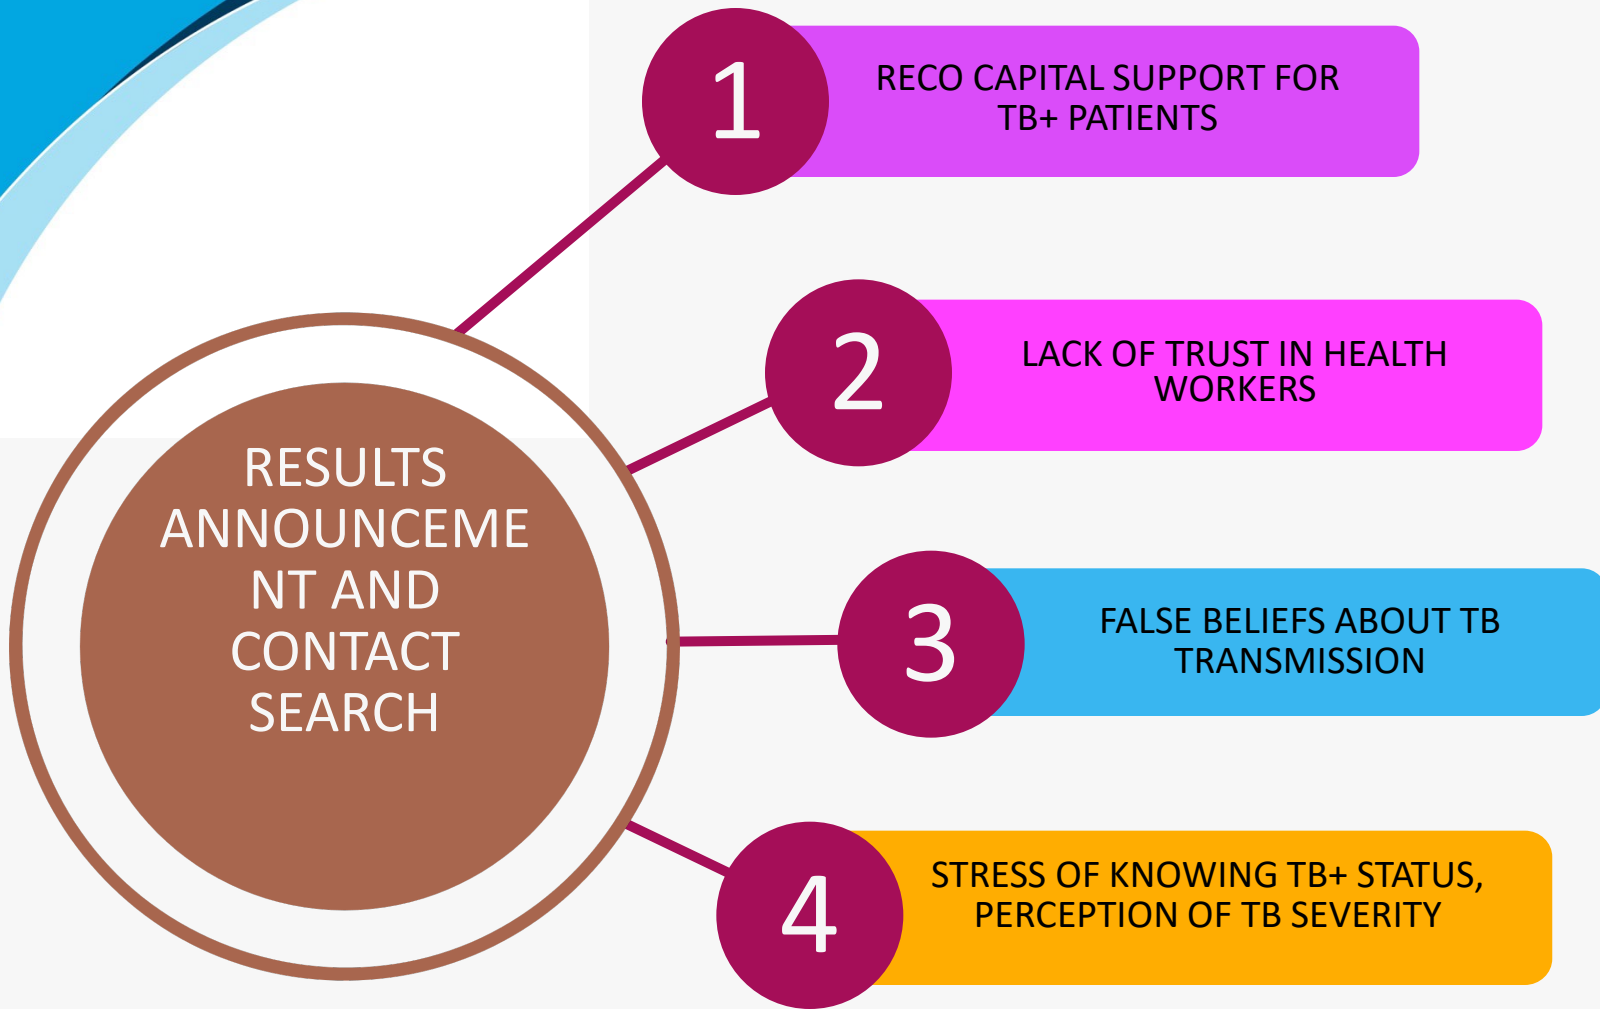 1
RECO CAPITAL SUPPORT FOR
TB+ PATIENTS
2
LACK OF TRUST IN HEALTH
WORKERS
RESULTS
ANNOUNCEME
NT AND
CONTACT
SEARCH
3
FALSE BELIEFS ABOUT TB
TRANSMISSION
4
STRESS OF KNOWING TB+ STATUS,
PERCEPTION OF TB SEVERITY